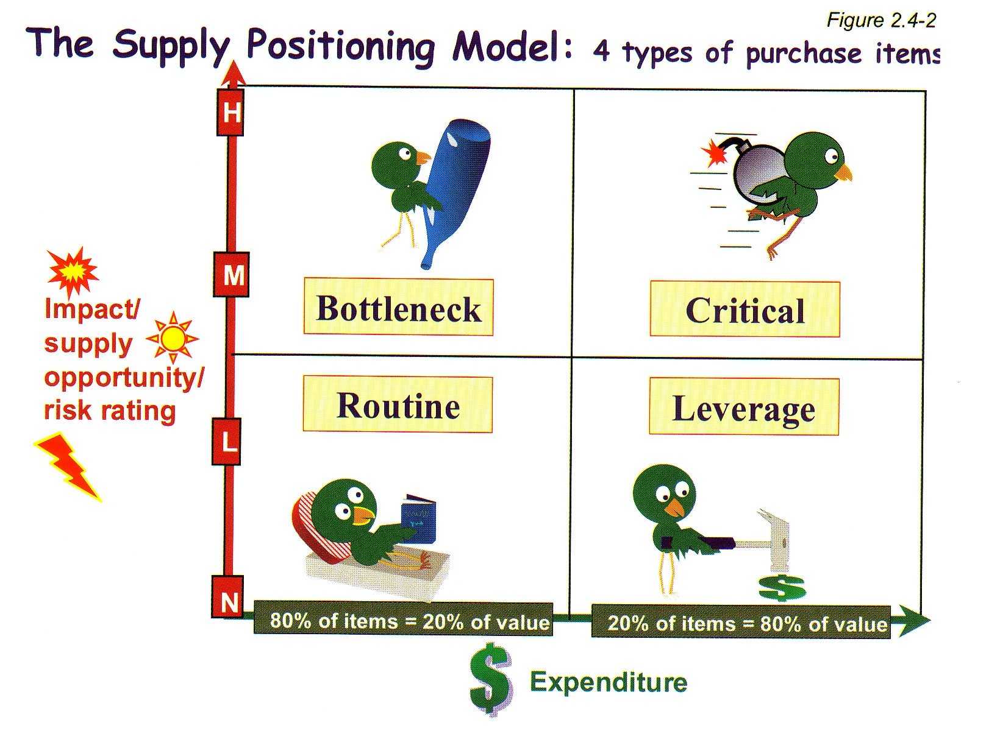 Figure 2.4-2
The Supply Positioning Model: 4 types of purchase items
H
M
L
N
Impact/
supply
opportunity/
risk rating
Bottleneck
Critical
Routine
Leverage
80% of items = 20% of value
20% of items = 80% of value
$
$ Expenditure